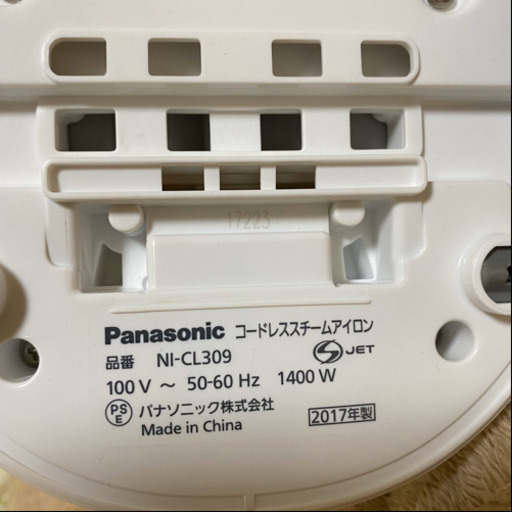 17223
Panasonic コードレススチームアイロン
品番 NI-CL309 S JET
100 V ～ 50-60 Hz 1400 W
PSE パナソニック株式会社
Made in China 2017年製